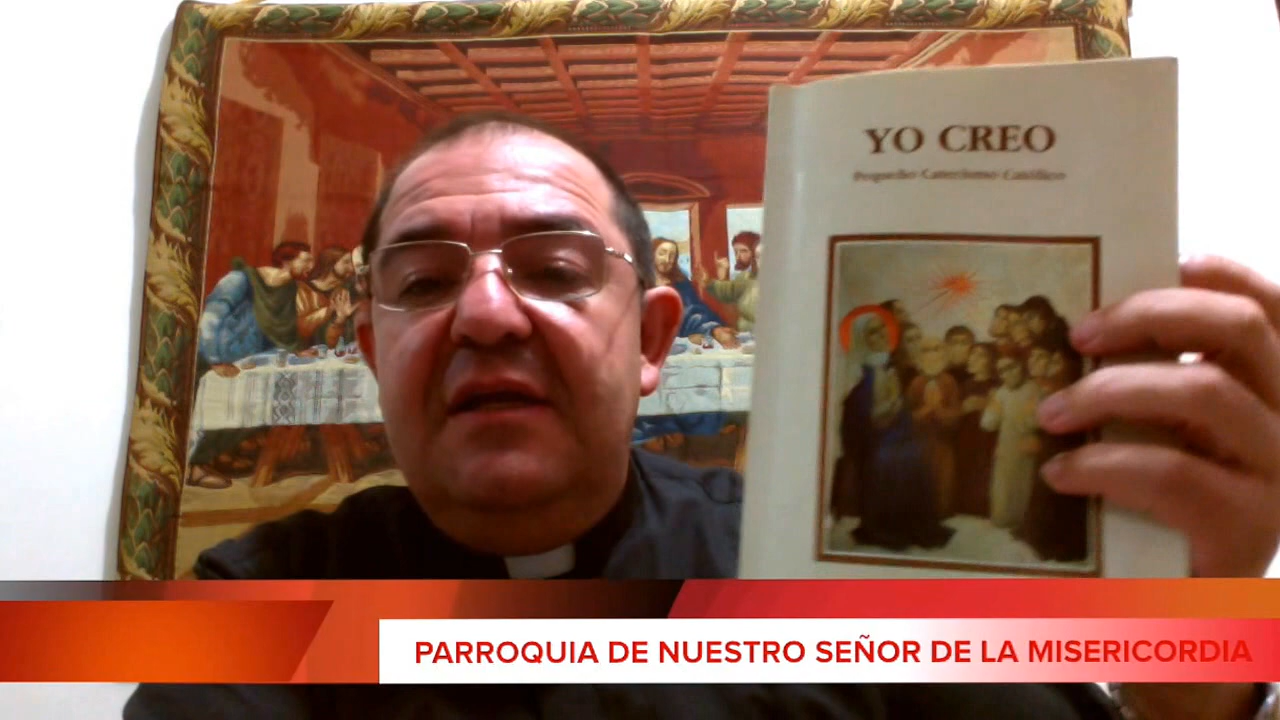 YO CREO
Pequeño Catecismo Católico
PARROQUIA DE NUESTRO SEÑOR DE LA MISERICORDIA